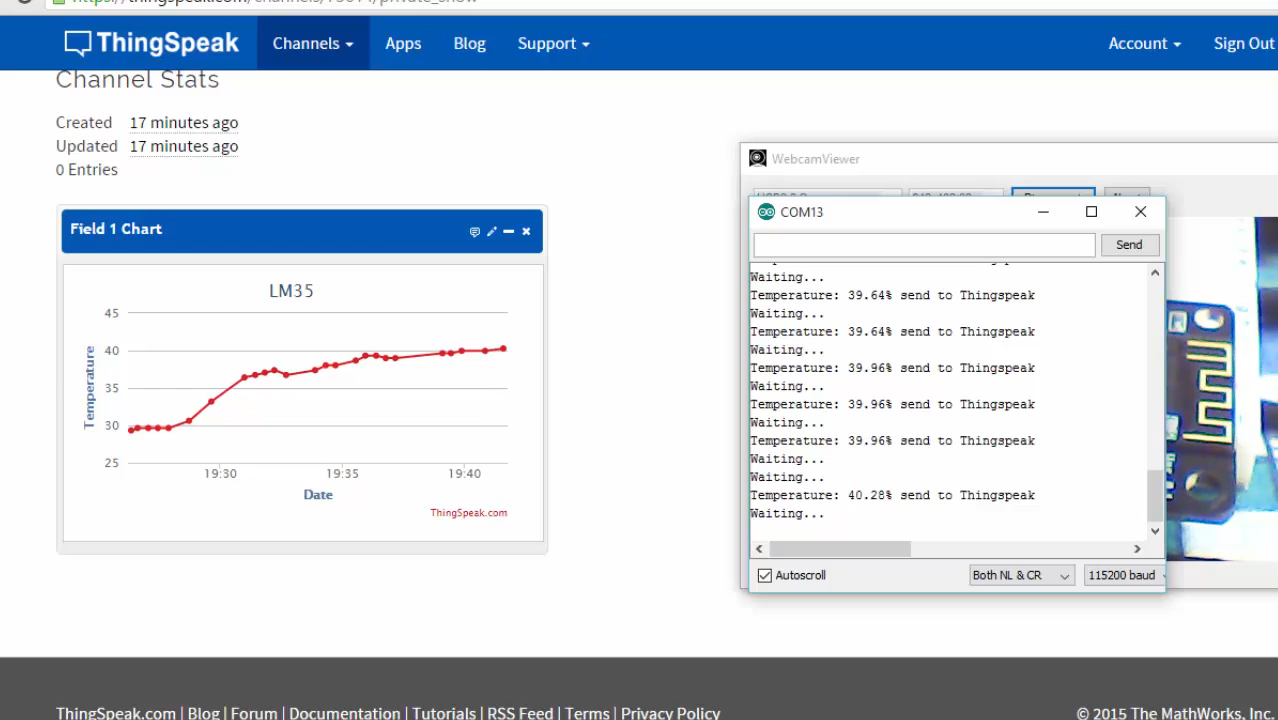 ThingSpeak Channels Apps Blog Support Account Sign Out
Channel Stats
Created 17 minutes ago
Updated 17 minutes ago
0 Entries
Field 1 Chart
LM35
45
40
35
30
25
Temperature
19:30 19:35 19:40
Date
ThingSpeak.com
WebcamViewer
COM13
Send
Waiting...
Temperature: 39.64% send to Thingspeak
Waiting...
Temperature: 39.64% send to Thingspeak
Waiting...
Temperature: 39.96% send to Thingspeak
Waiting...
Temperature: 39.96% send to Thingspeak
Waiting...
Temperature: 39.96% send to Thingspeak
Waiting...
Waiting...
Temperature: 40.28% send to Thingspeak
Waiting...
Autoscroll Both NL & CR 115200 baud
ThingSpeak.com | Blog | Forum | Documentation | Tutorials | RSS Feed | Terms | Privacy Policy
© 2015 The MathWorks, Inc.